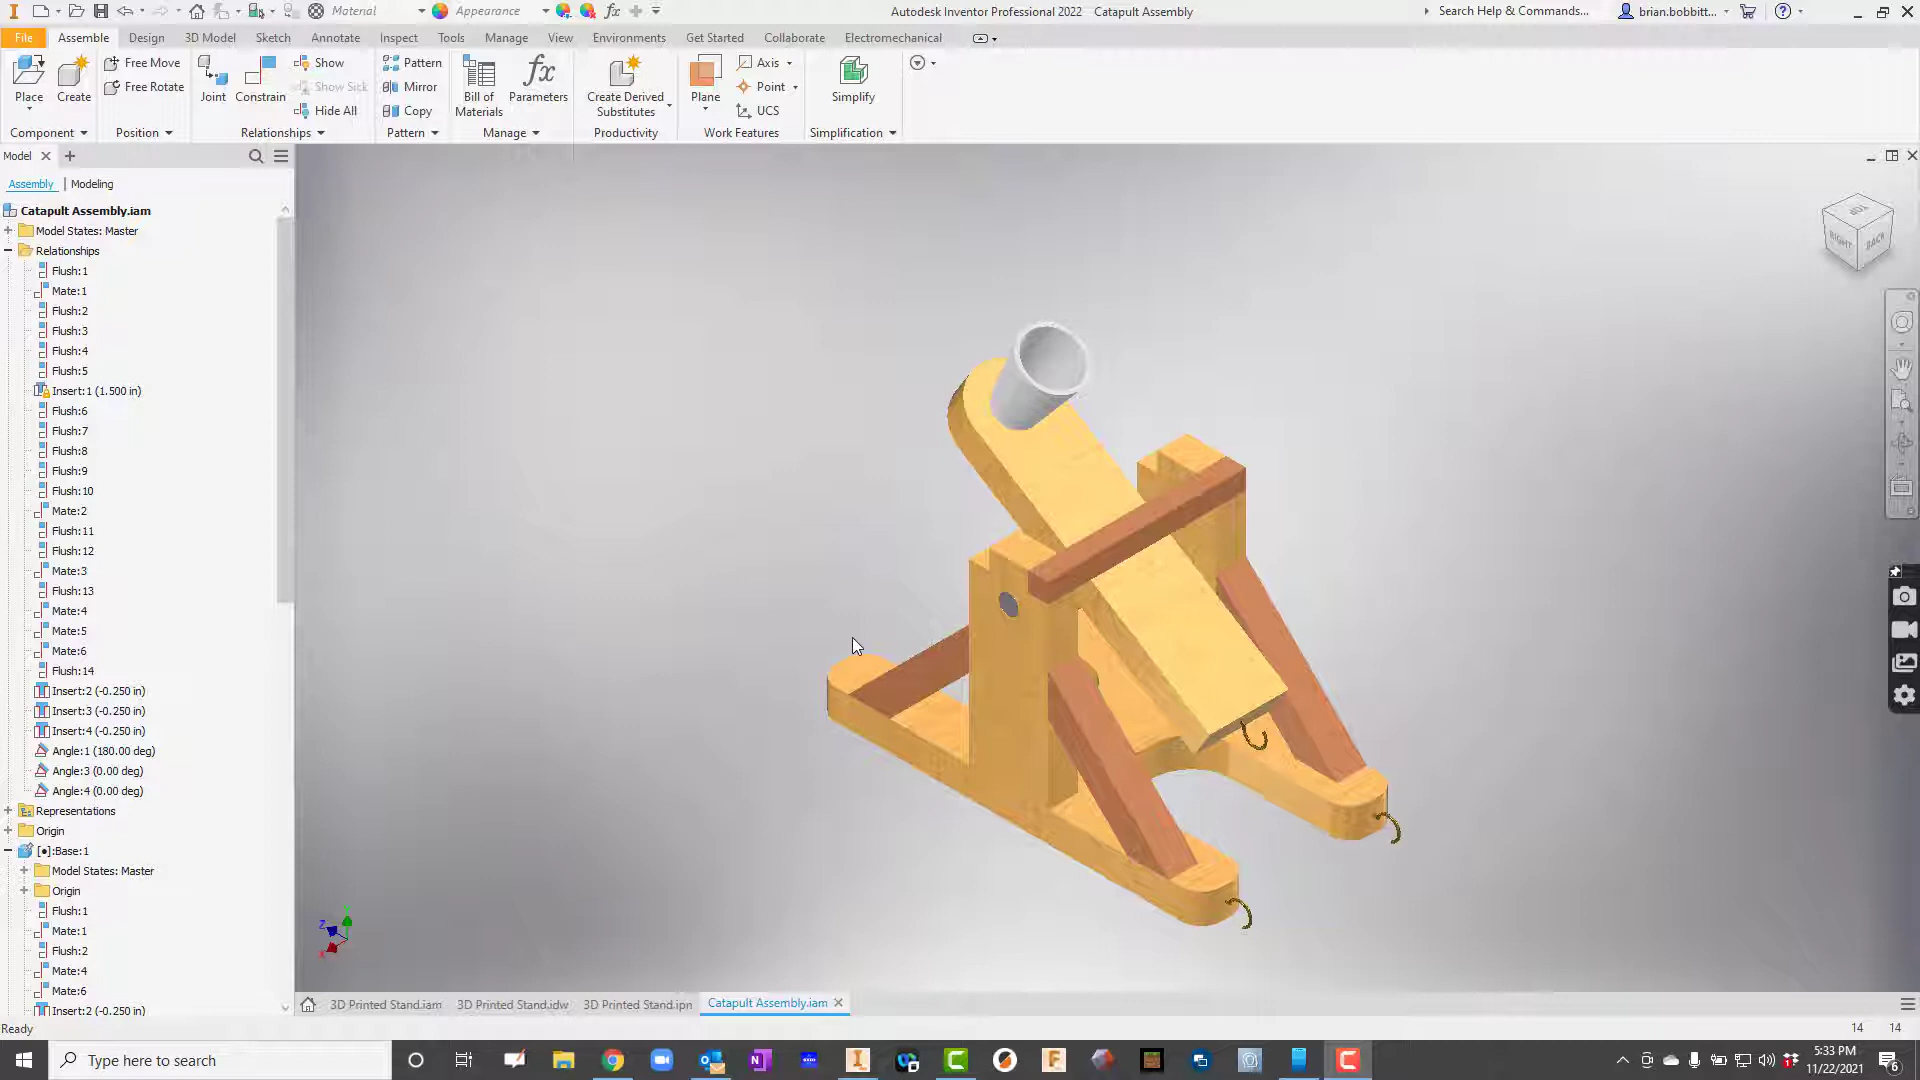 Material
Appearance
Autodesk Inventor Professional 2022 Catapult Assembly
Search Help & Commands...
brian.bobbitt...
File
Assemble
Design
3D Model
Sketch
Annotate
Inspect
Tools
Manage
View
Environments
Get Started
Collaborate
Electromechanical
Place
Create
Free Move
Free Rotate
Joint
Constrain
Show
Show Sick
Hide All
Pattern
Mirror
Copy
Bill of
Materials
Parameters
Create Derived
Substitutes
Plane
Axis
Point
UCS
Simplify
Component
Position
Relationships
Pattern
Manage
Productivity
Work Features
Simplification
Model
Assembly
Modeling
Catapult Assembly.iam
Model States: Master
Relationships
Flush:1
Mate:1
Flush:2
Flush:3
Flush:4
Flush:5
Insert:1 (1.500 in)
Flush:6
Flush:7
Flush:8
Flush:9
Flush:10
Mate:2
Flush:11
Flush:12
Mate:3
Flush:13
Mate:4
Mate:5
Mate:6
Flush:14
Insert:2 (-0.250 in)
Insert:3 (-0.250 in)
Insert:4 (-0.250 in)
Angle:1 (180.00 deg)
Angle:3 (0.00 deg)
Angle:4 (0.00 deg)
Representations
Origin
[●]:Base:1
Model States: Master
Origin
Flush:1
Mate:1
Flush:2
Mate:4
Mate:6
Insert:2 (-0.250 in)
TOP
RIGHT
BACK
Z
3D Printed Stand.iam
3D Printed Stand.idw
3D Printed Stand.ipn
Catapult Assembly.iam
Ready
14
14
Type here to search
5:33 PM
11/22/2021
6